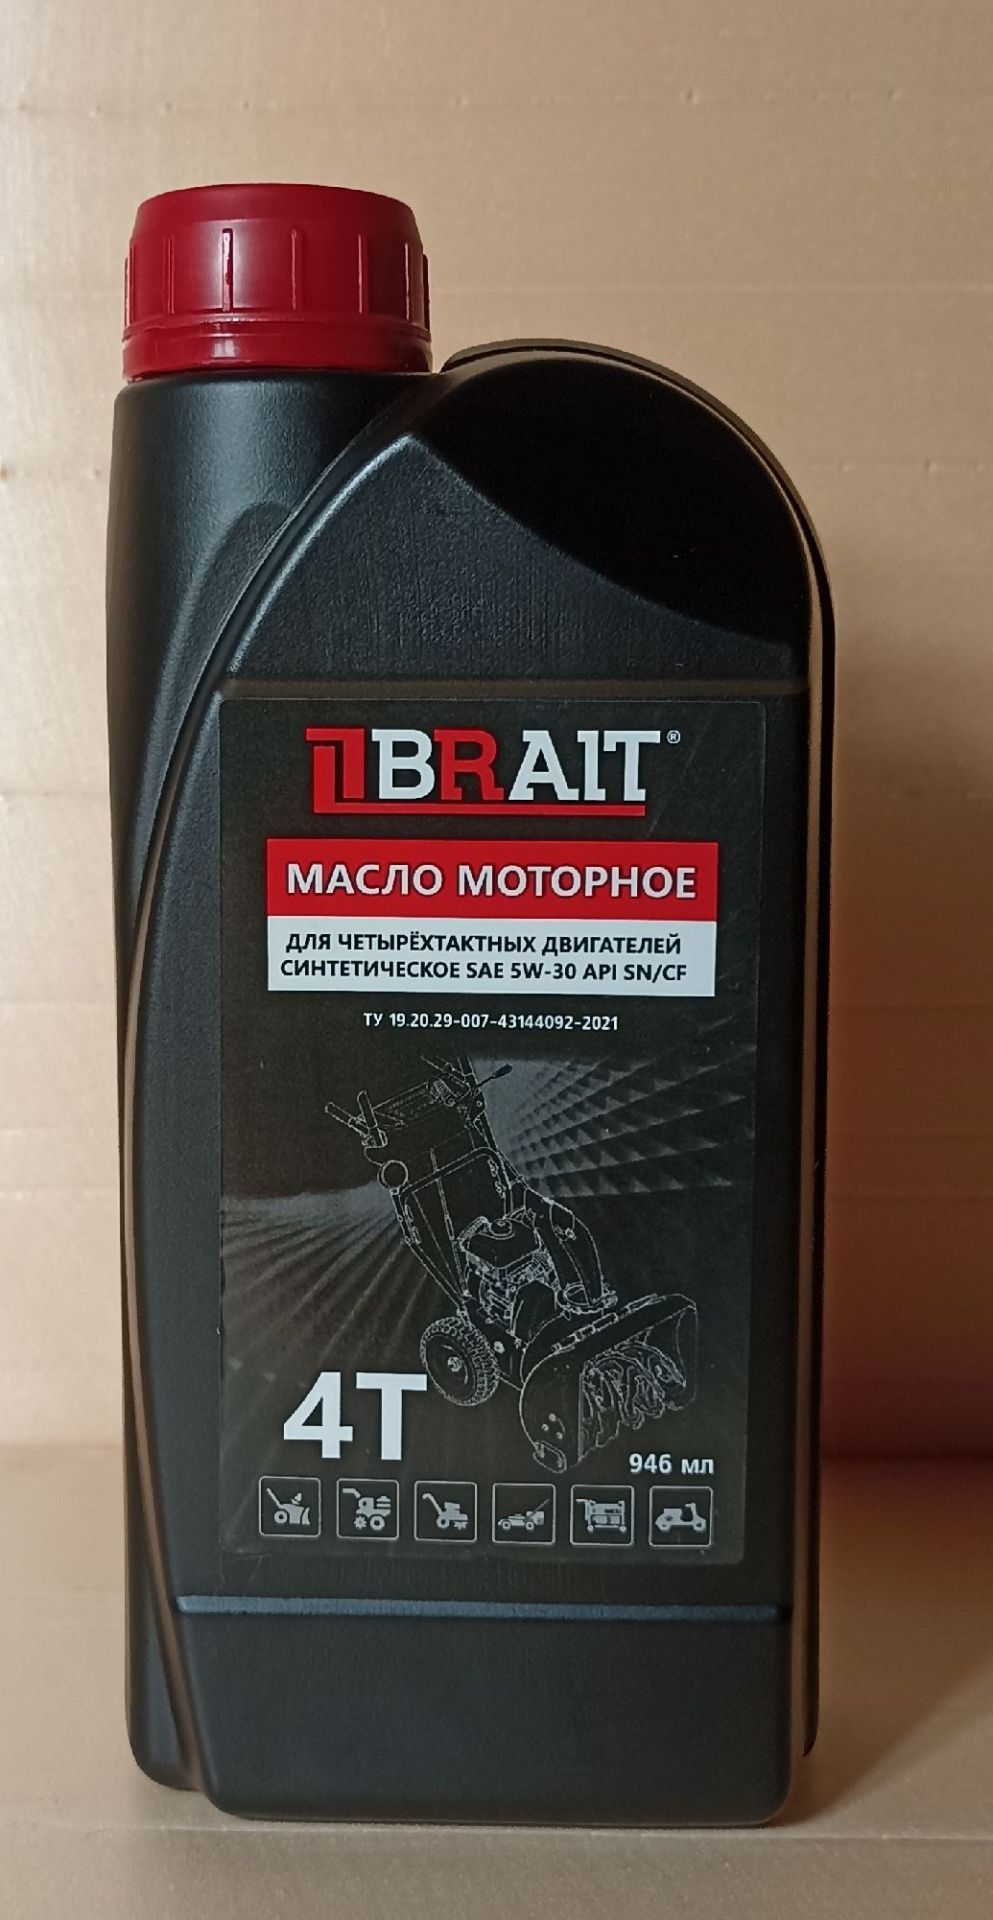 BRAIT®
МАСЛО МОТОРНОЕ
ДЛЯ ЧЕТЫРЁХТАКТНЫХ ДВИГАТЕЛЕЙ
СИНТЕТИЧЕСКОЕ SAE 5W-30 API SN/CF
ТУ 19.20.29-007-43144092-2021
4T
946 мл